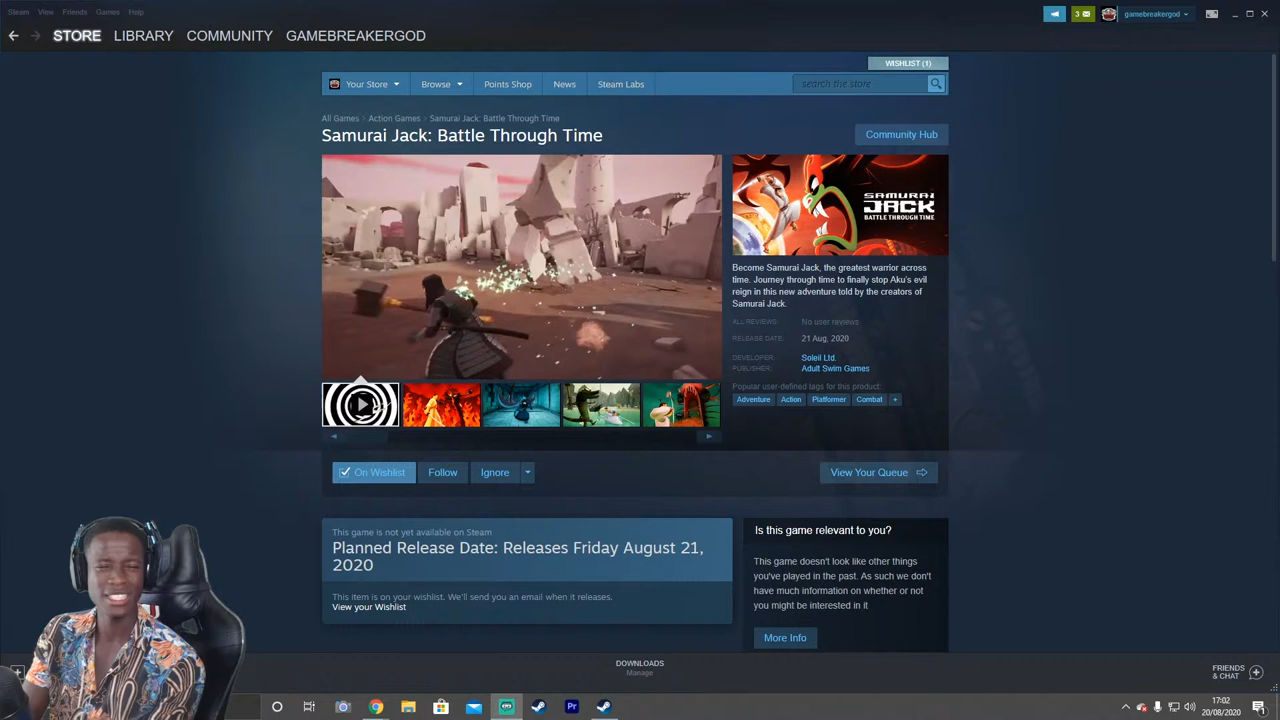 Steam View Friends Games Help
3
gamebreakergod
STORE LIBRARY COMMUNITY GAMEBREAKERGOD
WISHLIST (1)
Your Store Browse Points Shop News Steam Labs search the store
All Games > Action Games > Samurai Jack: Battle Through Time
Samurai Jack: Battle Through Time
Community Hub
SAMURAI
JACK
BATTLE THROUGH TIME
Become Samurai Jack, the greatest warrior across
time. Journey through time to finally stop Aku's evil
reign in this new adventure told by the creators of
Samurai Jack.
ALL REVIEWS: No user reviews
RELEASE DATE: 21 Aug, 2020
DEVELOPER: Soleil Ltd.
PUBLISHER: Adult Swim Games
Popular user-defined tags for this product:
Adventure Action Platformer Combat +
On Wishlist Follow Ignore View Your Queue
This game is not yet available on Steam
Planned Release Date: Releases Friday August 21,
2020
This item is on your wishlist. We'll send you an email when it releases.
View your Wishlist
Is this game relevant to you?
This game doesn't look like other things
you've played in the past. As such we don't
have much information on whether or not
you might be interested in it
More Info
DOWNLOADS
Manage
FRIENDS
& CHAT
Pr
17:02
20/08/2020